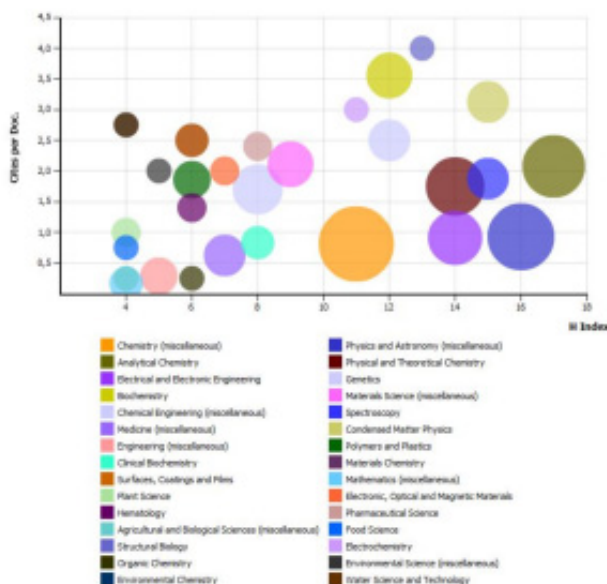 4,5
4,0
3,5
3,0
2,5
2,0
1,5
1,0
0,5
Cites per Doc.
4 6 8 10 12 14 16 18
H Index
Chemistry (miscellaneous) Physics and Astronomy (miscellaneous)
Analytical Chemistry Physical and Theoretical Chemistry
Electrical and Electronic Engineering Genetics
Biochemistry Materials Science (miscellaneous)
Chemical Engineering (miscellaneous) Spectroscopy
Medicine (miscellaneous) Condensed Matter Physics
Engineering (miscellaneous) Polymers and Plastics
Clinical Biochemistry Materials Chemistry
Surfaces, Coatings and Films Mathematics (miscellaneous)
Plant Science Electronic, Optical and Magnetic Materials
Hematology Pharmaceutical Science
Agricultural and Biological Sciences (miscellaneous) Food Science
Structural Biology Electrochemistry
Organic Chemistry Environmental Science (miscellaneous)
Environmental Chemistry Water Science and Technology